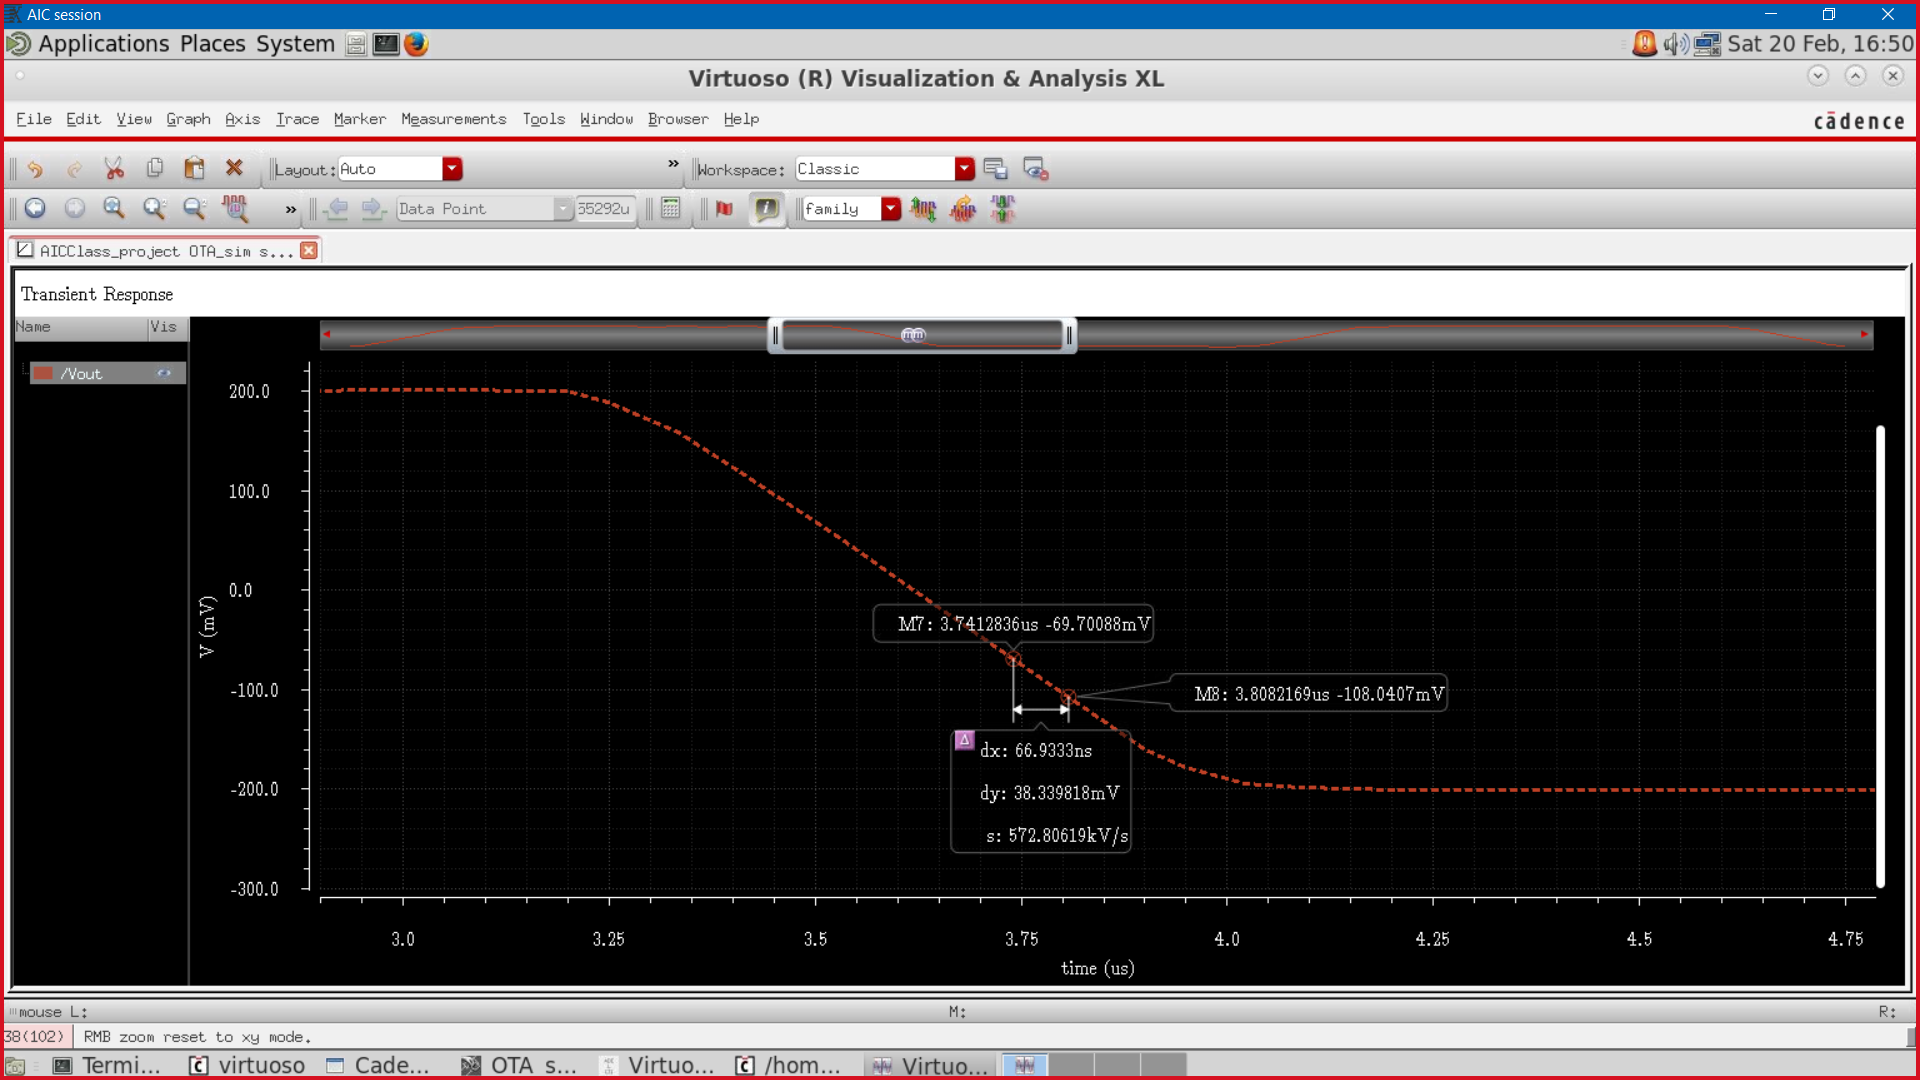 AIC session
Applications Places System
Sat 20 Feb, 16:50
Virtuoso (R) Visualization & Analysis XL
File Edit View Graph Axis Trace Marker Measurements Tools Window Browser Help
cādence
Layout: Auto
» Workspace: Classic
» Data Point 55292u family
AICClass_project OTA_sim s...
Transient Response
Name Vis
/Vout
200.0
100.0
0.0
-100.0
-200.0
-300.0
V (mV)
M7: 3.7412836us -69.70088mV
M8: 3.8082169us -108.0407mV
Δ
dx: 66.9333ns
dy: 38.339818mV
s: 572.80619kV/s
3.0 3.25 3.5 3.75 4.0 4.25 4.5 4.75
time (us)
mouse L: M: R:
38(102) RMB zoom reset to xy mode.
Termi... virtuoso Cade... OTA s... Virtuo... /hom... Virtuo...